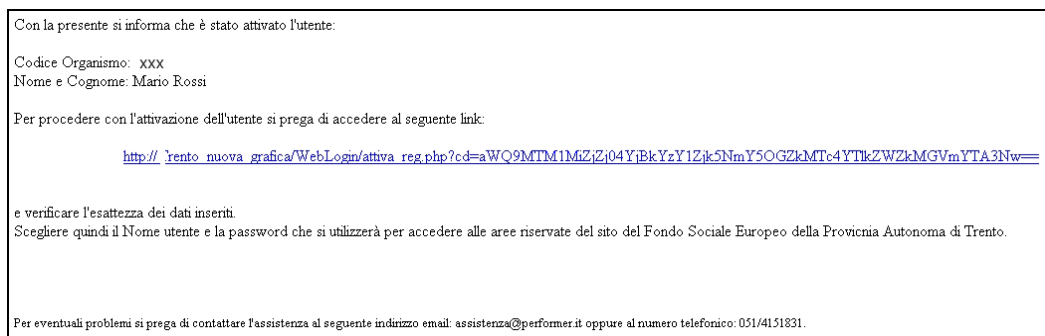 Con la presente si informa che è stato attivato l'utente:
Codice Organismo: xxx
Nome e Cognome: Mario Rossi
Per procedere con l'attivazione dell'utente si prega di accedere al seguente link:
http:// Trento_nuova_grafica/WebLogin/attiva_reg.php?cd=aWQ9MTM1MiZjZj04YjBkYzY1Zjk5NmY5OGZkMTc4YTlkZWZkMGVmYTA3Nw==
e verificare l'esattezza dei dati inseriti.
Scegliere quindi il Nome utente e la password che si utilizzerà per accedere alle aree riservate del sito del Fondo Sociale Europeo della Provicnia Autonoma di Trento.
Per eventuali problemi si prega di contattare l'assistenza al seguente indirizzo email: assistenza@performer.it oppure al numero telefonico: 051/4151831.